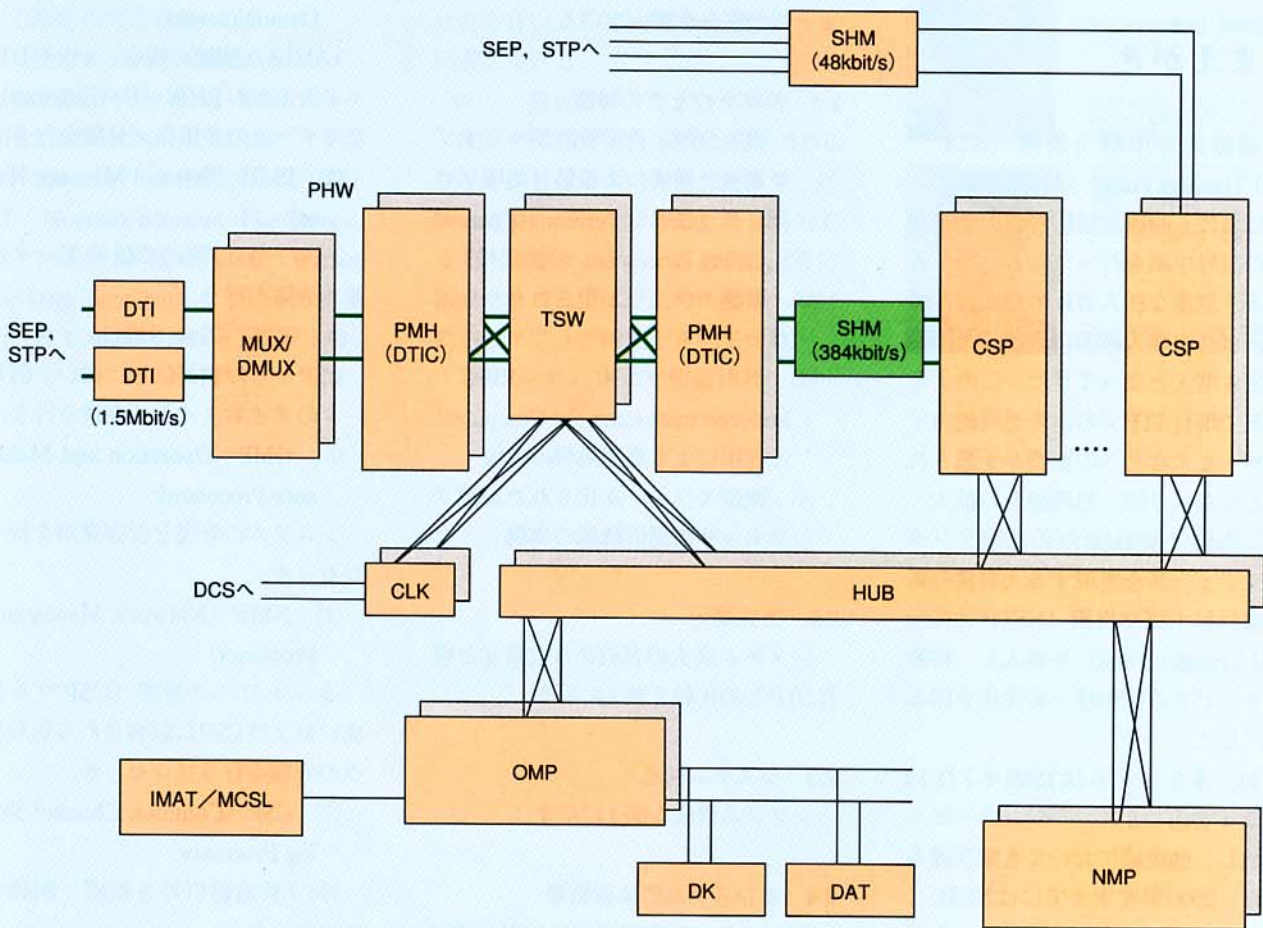 SEP，STPへ
SHM
（48kbit/s）
PHW
DTI
MUX/
DMUX
PMH
（DTIC）
TSW
PMH
（DTIC）
SHM
（384kbit/s）
CSP
CSP
SEP，
STPへ
DTI
（1.5Mbit/s）
DCSへ
CLK
HUB
IMAT／MCSL
OMP
DK
DAT
NMP